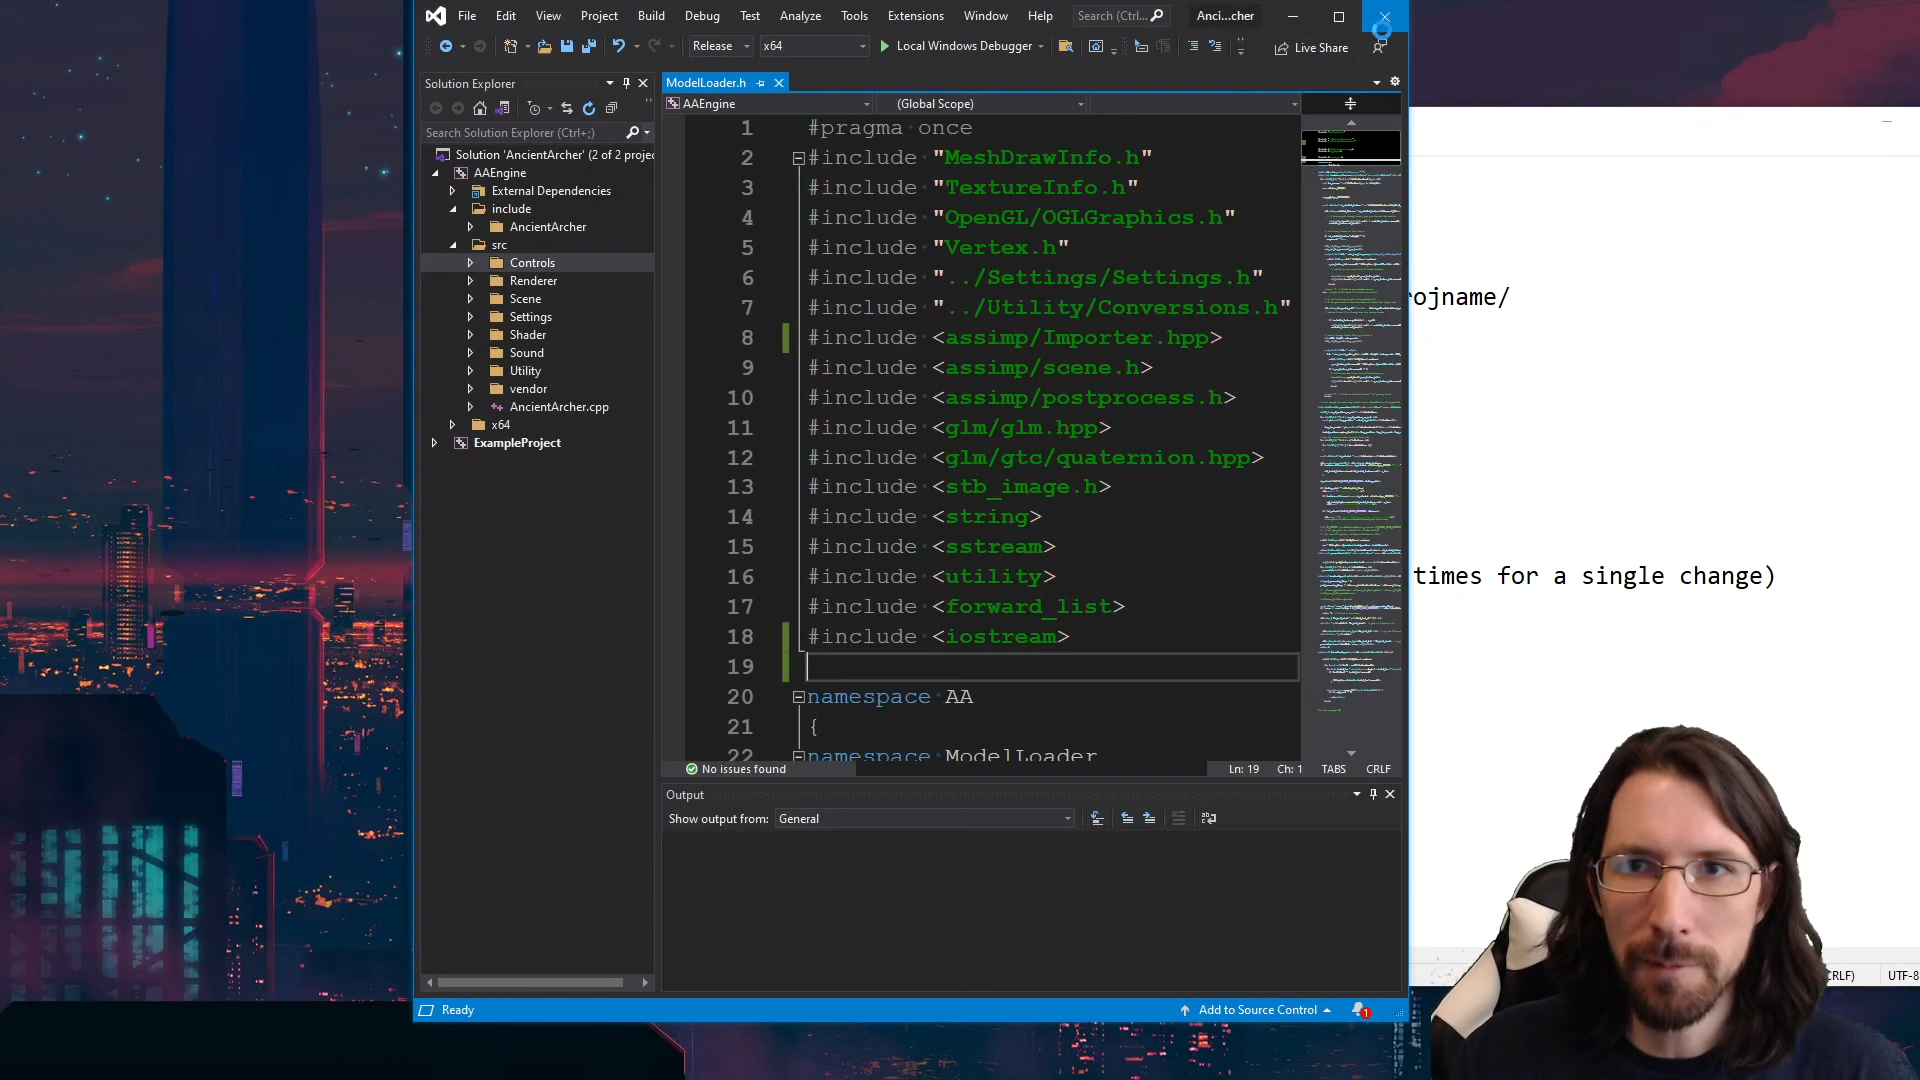 File Edit View Project Build Debug Test Analyze Tools Extensions Window Help Search (Ctrl... Anci...cher
Release x64 Local Windows Debugger Live Share
Solution Explorer
Search Solution Explorer (Ctrl+;)
Solution 'AncientArcher' (2 of 2 projec
AAEngine
External Dependencies
include
AncientArcher
src
Controls
Renderer
Scene
Settings
Shader
Sound
Utility
vendor
AncientArcher.cpp
x64
ExampleProject
ModelLoader.h
AAEngine (Global Scope)
1 #pragma once
2 #include "MeshDrawInfo.h"
3 #include "TextureInfo.h"
4 #include "OpenGL/OGLGraphics.h"
5 #include "Vertex.h"
6 #include "../Settings/Settings.h"
7 #include "../Utility/Conversions.h"
8 #include <assimp/Importer.hpp>
9 #include <assimp/scene.h>
10 #include <assimp/postprocess.h>
11 #include <glm/glm.hpp>
12 #include <glm/gtc/quaternion.hpp>
13 #include <stb_image.h>
14 #include <string>
15 #include <sstream>
16 #include <utility>
17 #include <forward_list>
18 #include <iostream>
19
20 namespace AA
21 {
22 namespace ModelLoader
No issues found Ln: 19 Ch: 1 TABS CRLF
Output
Show output from: General
Ready Add to Source Control 1
rojname/
times for a single change)
CRLF) UTF-8